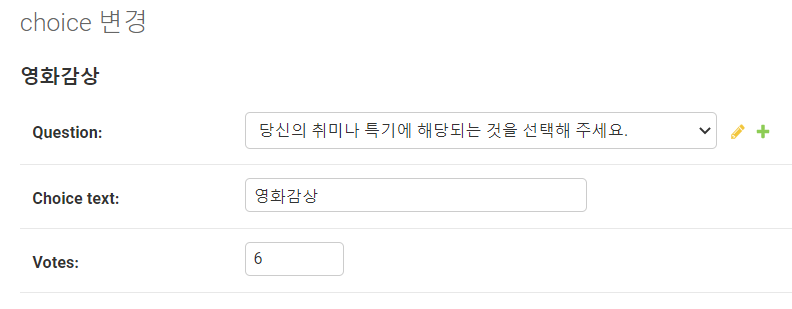 choice 변경
영화감상
Question: 당신의 취미나 특기에 해당되는 것을 선택해 주세요.
Choice text: 영화감상
Votes: 6